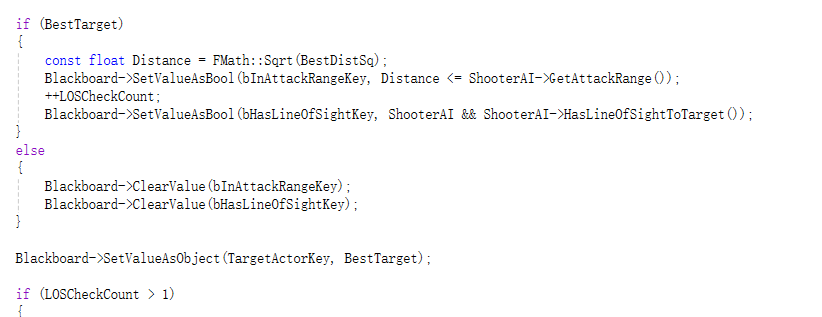 if (BestTarget)
{
    const float Distance = FMath::Sqrt(BestDistSq);
    Blackboard->SetValueAsBool(bInAttackRangeKey, Distance <= ShooterAI->GetAttackRange());
    ++LOSCheckCount;
    Blackboard->SetValueAsBool(bHasLineOfSightKey, ShooterAI && ShooterAI->HasLineOfSightToTarget());
}
else
{
    Blackboard->ClearValue(bInAttackRangeKey);
    Blackboard->ClearValue(bHasLineOfSightKey);
}
Blackboard->SetValueAsObject(TargetActorKey, BestTarget);
if (LOSCheckCount > 1)
{